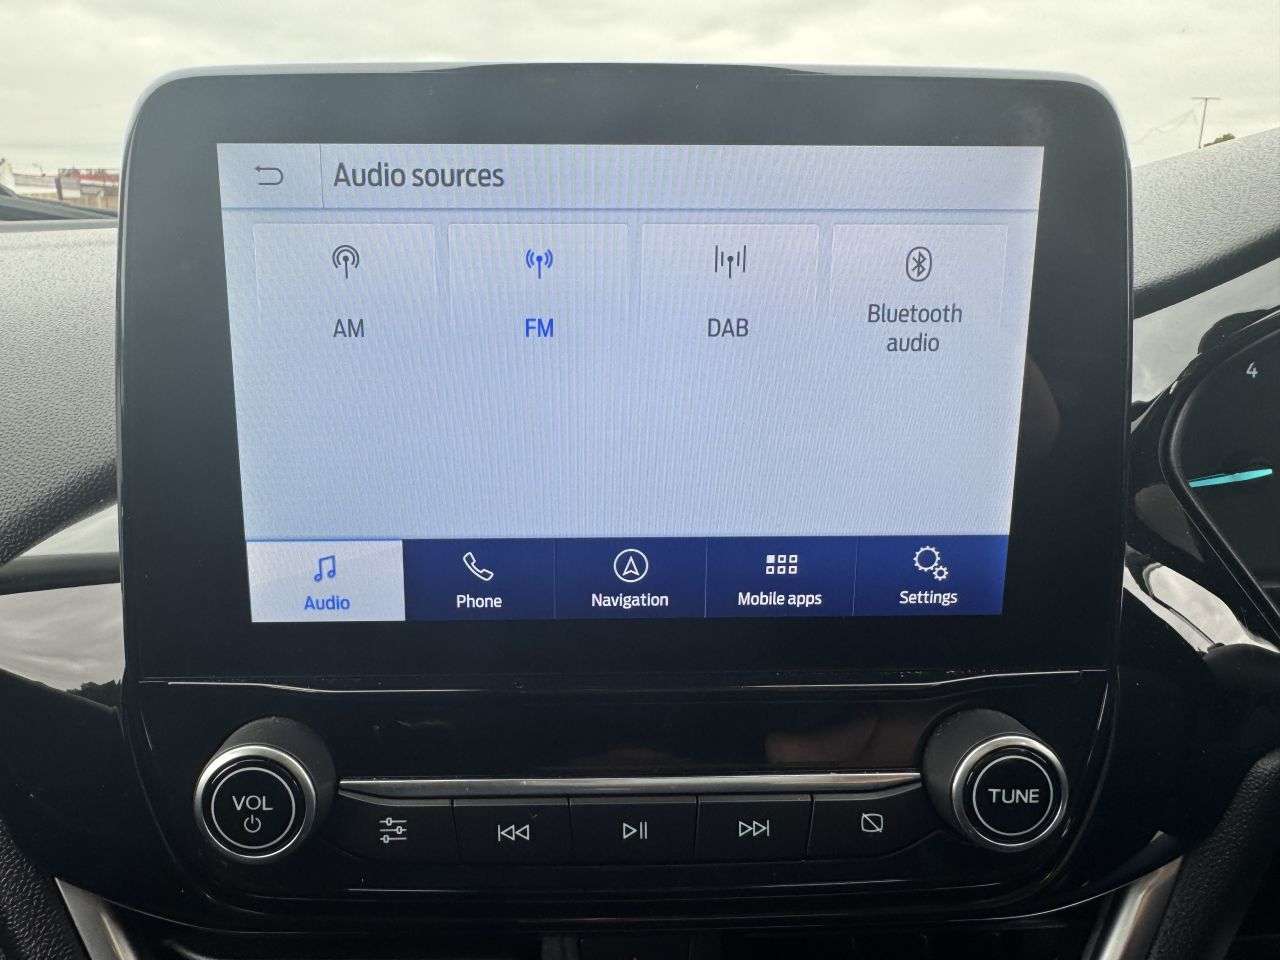 Audio sources
AM
FM
DAB
Bluetooth
audio
Audio
Phone
Navigation
Mobile apps
Settings
VOL
TUNE
4